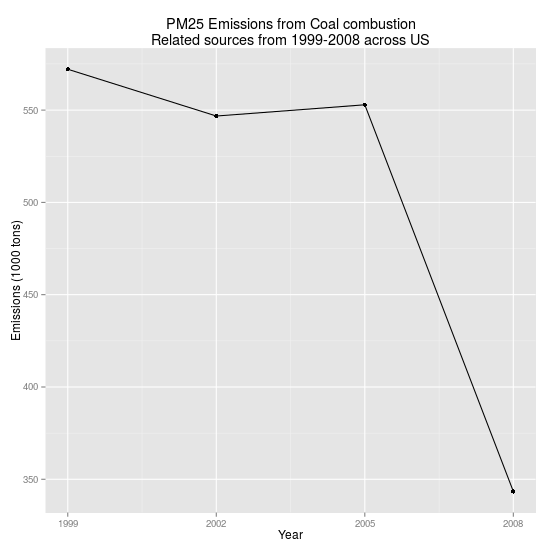 PM25 Emissions from Coal combustion
Related sources from 1999-2008 across US
Emissions (1000 tons)
550
500
450
400
350
1999
2002
2005
2008
Year